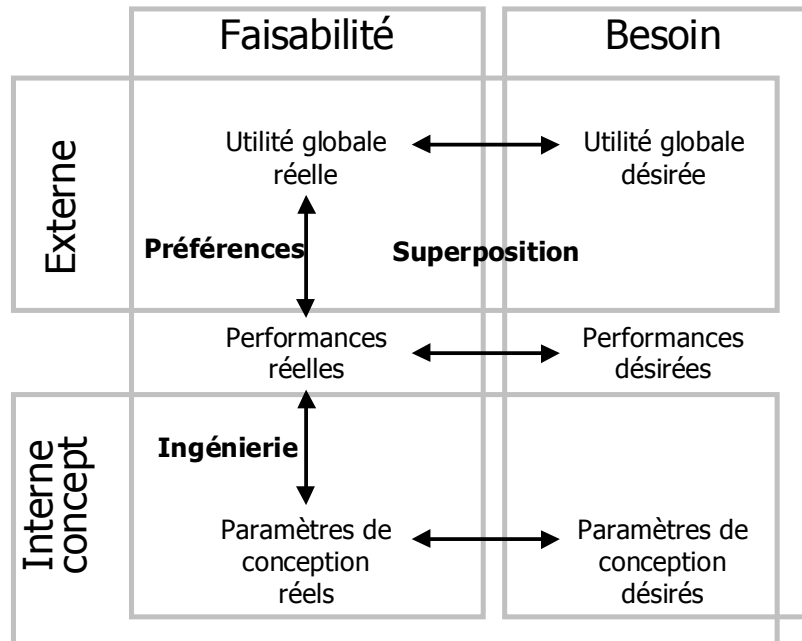 Faisabilité
Besoin
Externe
Utilité globale
réelle
Utilité globale
désirée
Préférences
Superposition
Performances
réelles
Performances
désirées
Interne
concept
Ingénierie
Paramètres de
conception
réels
Paramètres de
conception
désirés